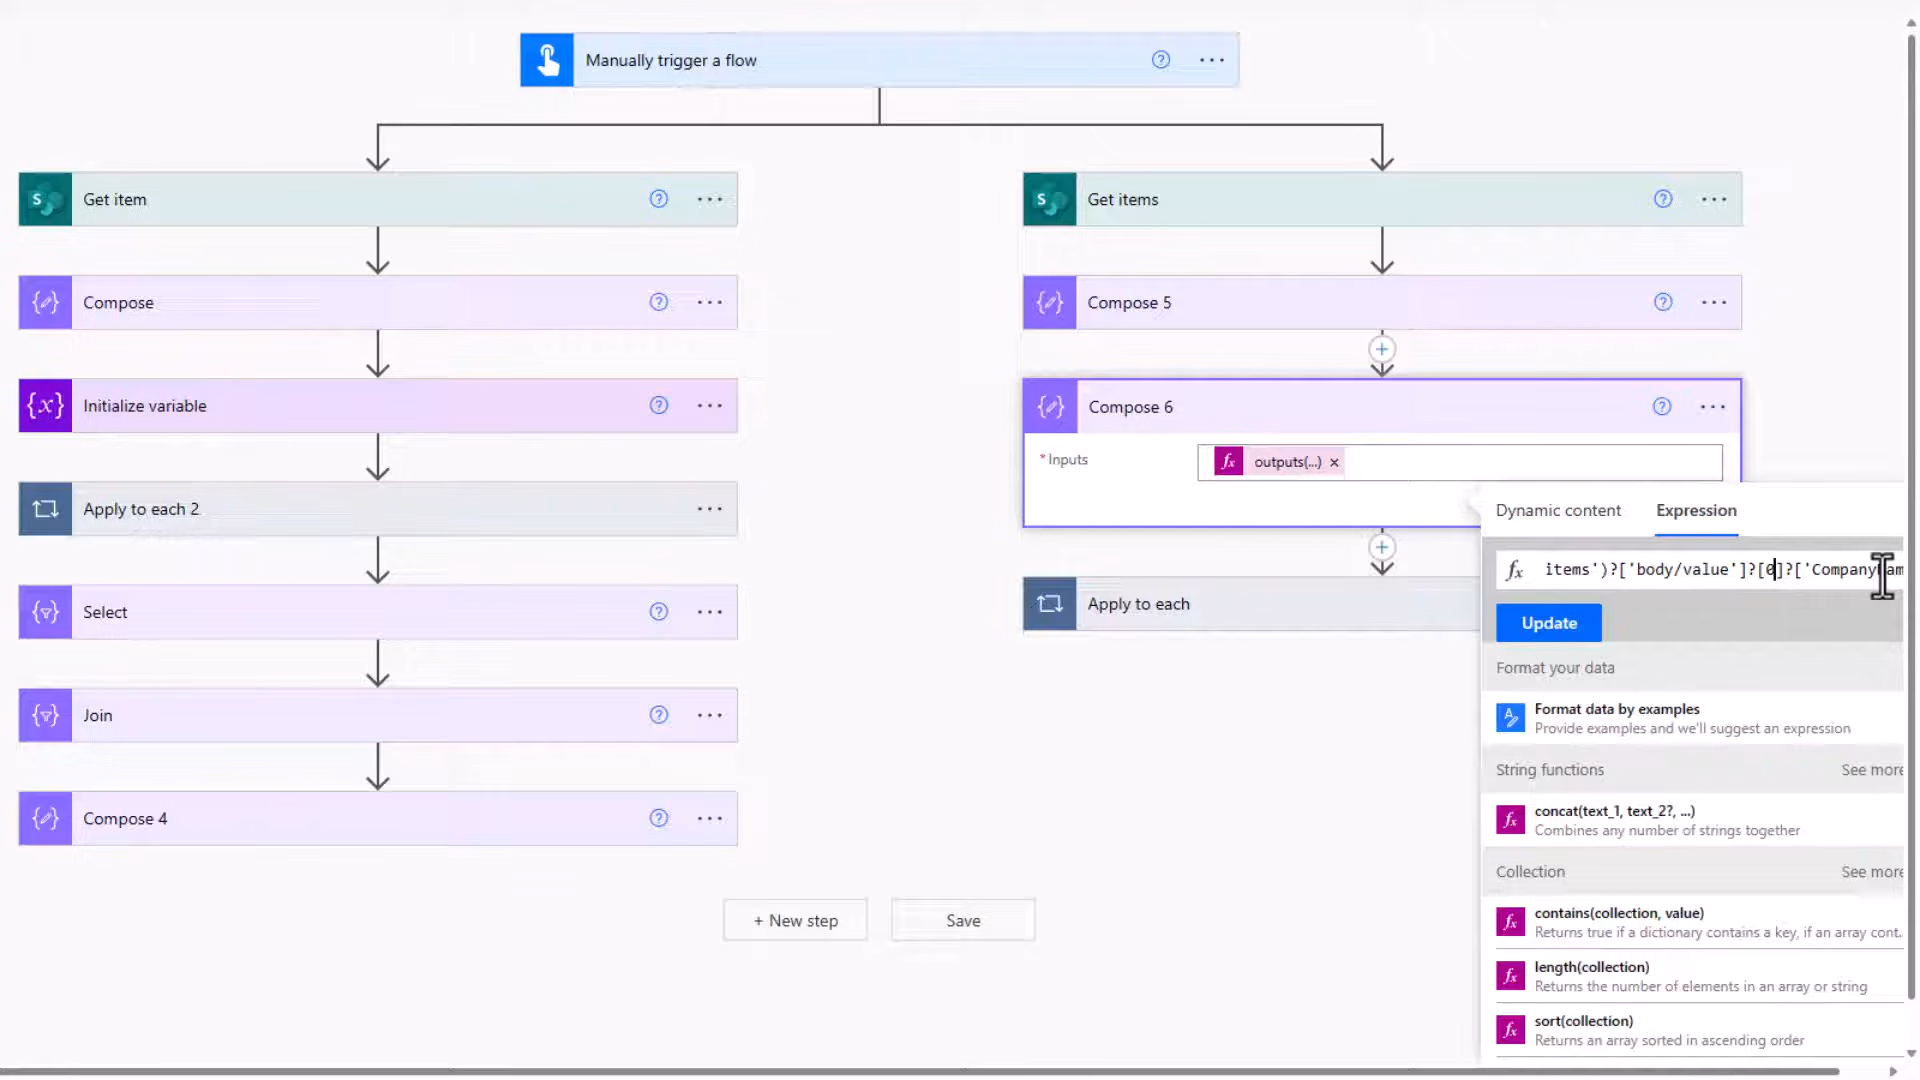 Manually trigger a flow
Get item
Get items
Compose
Compose 5
Initialize variable
Compose 6
*Inputs
fx outputs(...) ×
Apply to each 2
Dynamic content
Expression
fx items')?['body/value']?[0]?['Company
Apply to each
Update
Select
Format your data
Format data by examples
Provide examples and we'll suggest an expression
Join
String functions
See more
concat(text_1, text_2?, ...)
Combines any number of strings together
Compose 4
Collection
See more
contains(collection, value)
Returns true if a dictionary contains a key, if an array cont...
+ New step
Save
length(collection)
Returns the number of elements in an array or string
sort(collection)
Returns an array sorted in ascending order